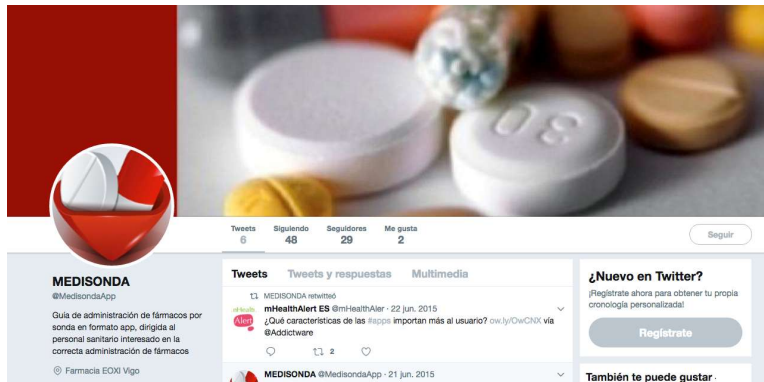 30
Tweets Siguiendo Seguidores Me gusta
6 48 29 2
Seguir
MEDISONDA
@MedisondaApp
Guía de administración de fármacos por
sonda en formato app, dirigida al
personal sanitario interesado en la
correcta administración de fármacos
Farmacia EOXI Vigo
Tweets Tweets y respuestas Multimedia
MEDISONDA retwitteó
mHealth
Alert
mHealthAlert ES @mHealthAler · 22 jun. 2015
¿Qué características de las #apps importan más al usuario? ow.ly/OwCNX vía
@Addictware
2
MEDISONDA @MedisondaApp · 21 jun. 2015
¿Nuevo en Twitter?
¡Regístrate ahora para obtener tu propia
cronología personalizada!
Regístrate
También te puede gustar ·